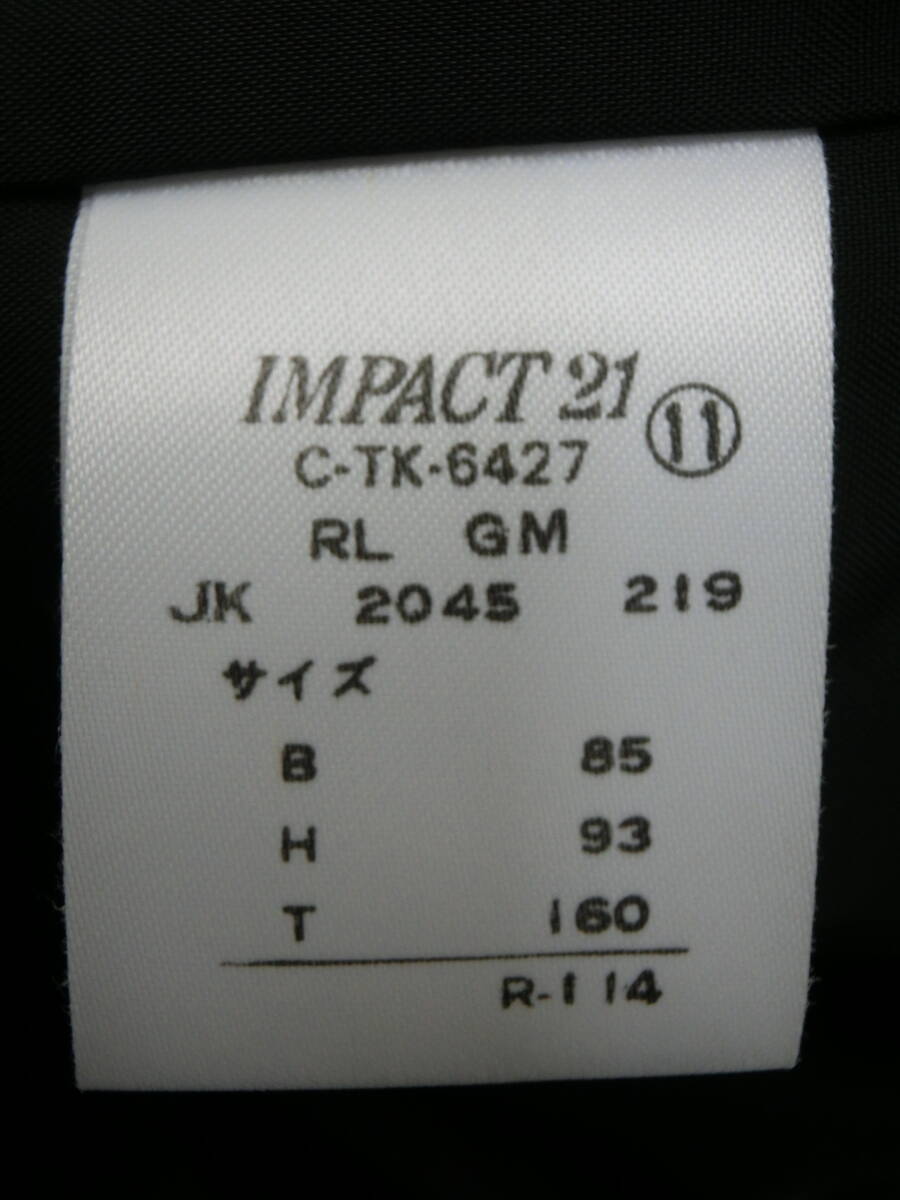 IMPACT 21
C-TK-6427 ⑪
RL GM
JK 2045 219
サイズ
B 85
H 93
T 160
R-114